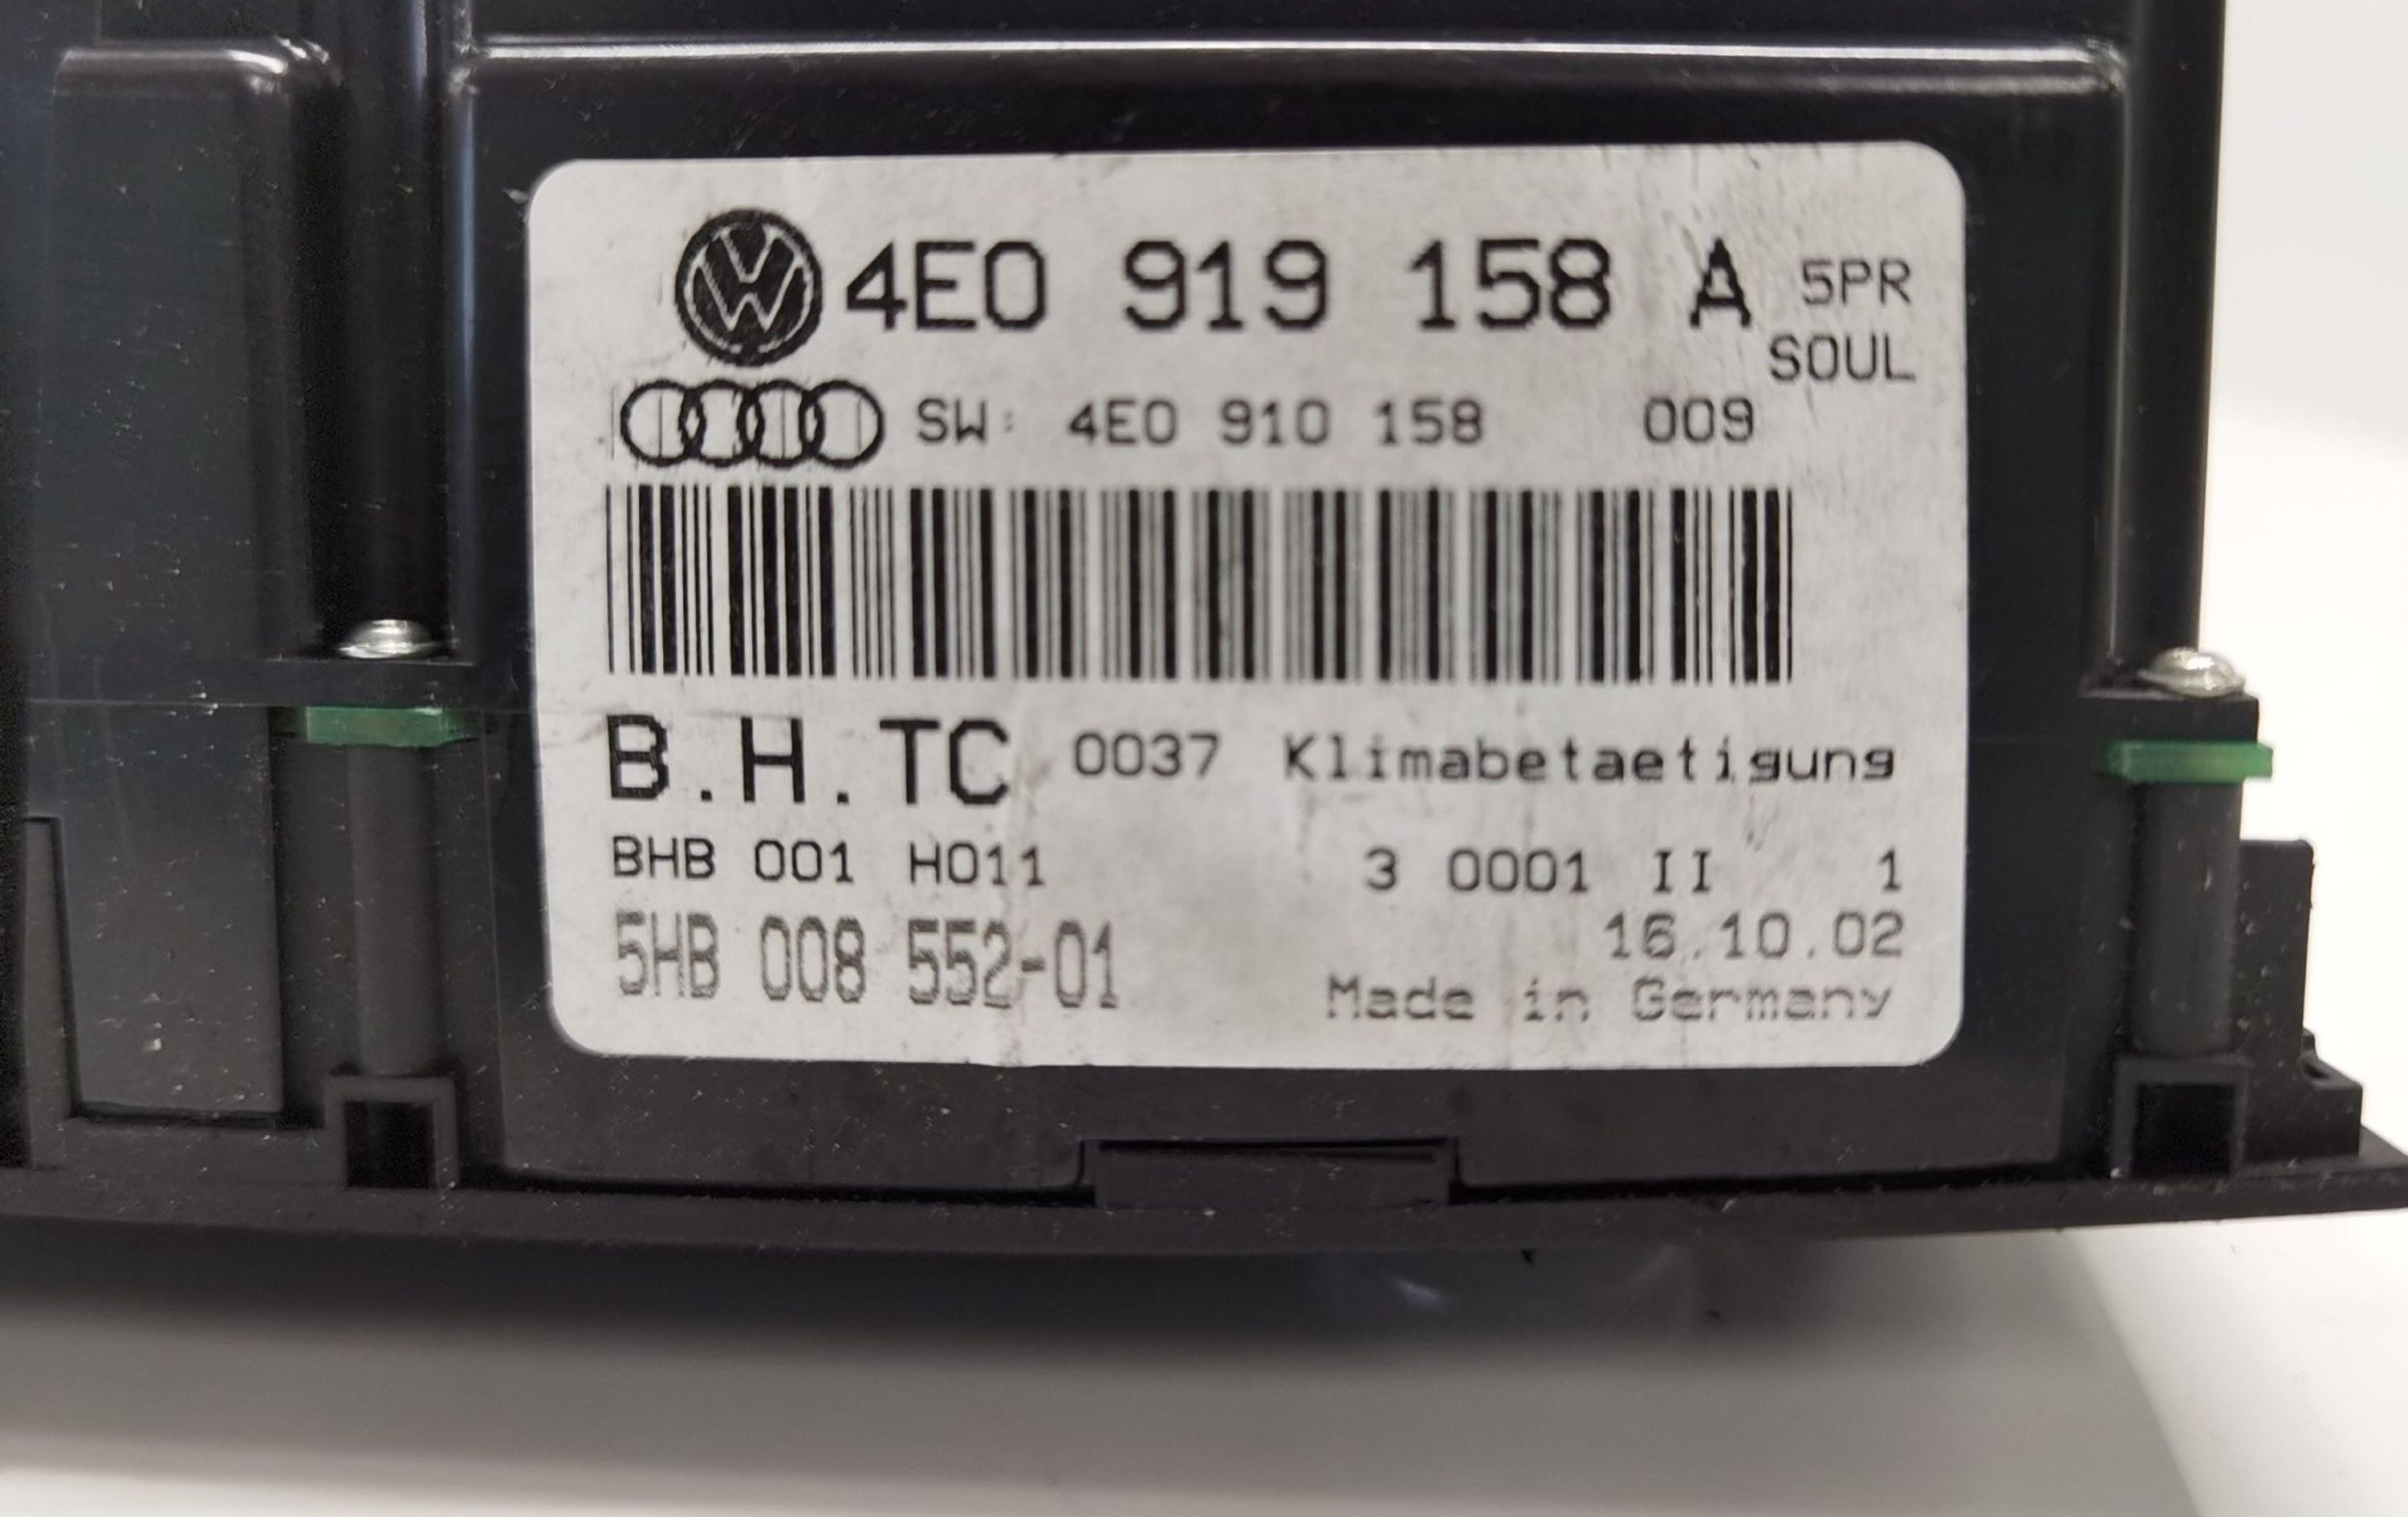 4E0 919 158 A 5PR
SOUL
SW: 4E0 910 158 009
B.H.TC 0037 Klimabetaetigung
BHB 001 H011 3 0001 II 1
5HB 008 552-01 16.10.02
Made in Germany